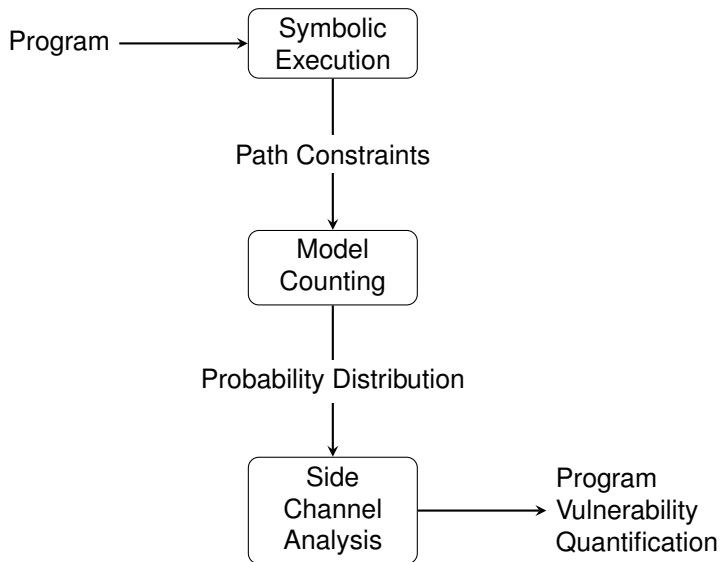 Program
Symbolic
Execution
Path Constraints
Model
Counting
Probability Distribution
Side
Channel
Analysis
Program
Vulnerability
Quantification